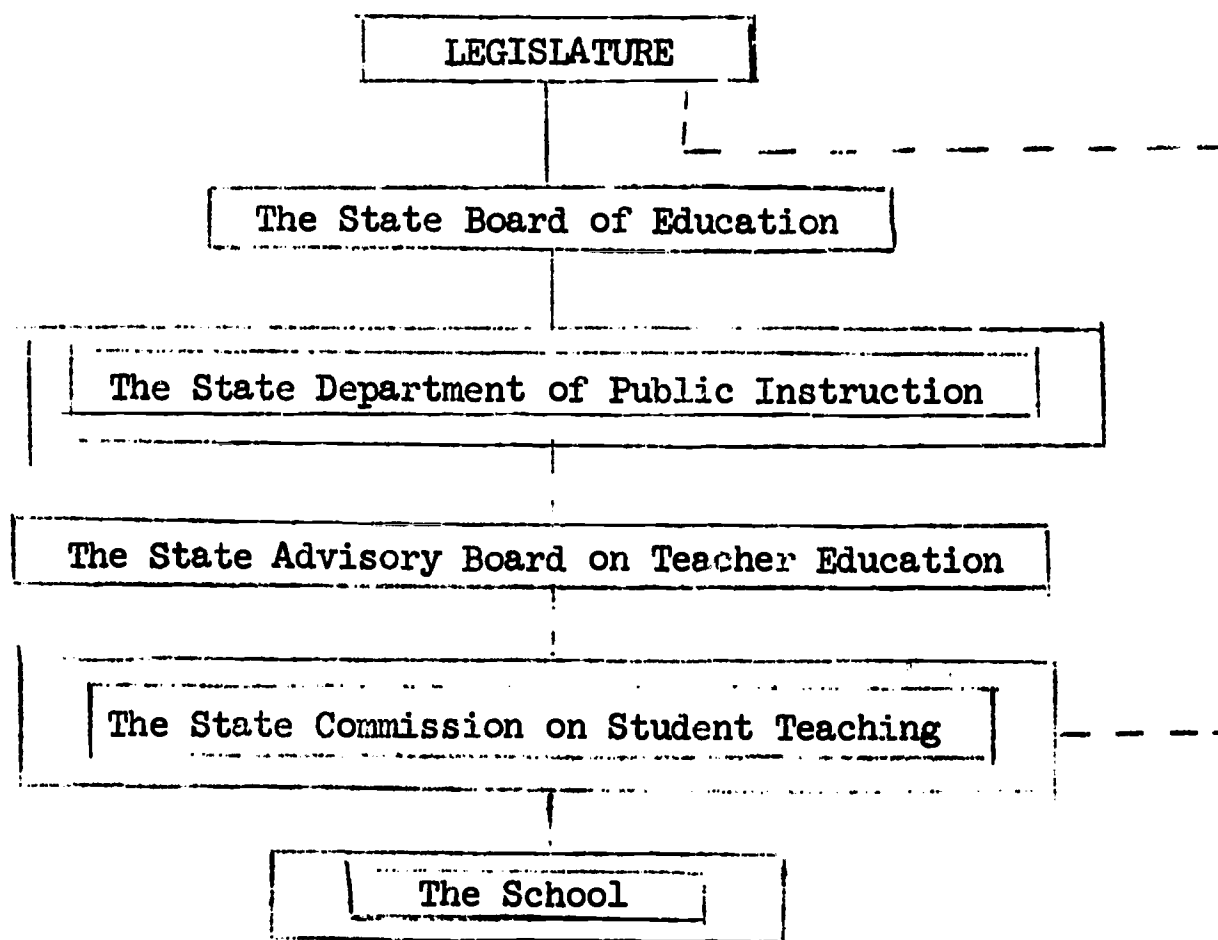 LEGISLATURE
The State Board of Education
The State Department of Public Instruction
The State Advisory Board on Teacher Education
The State Commission on Student Teaching
The School